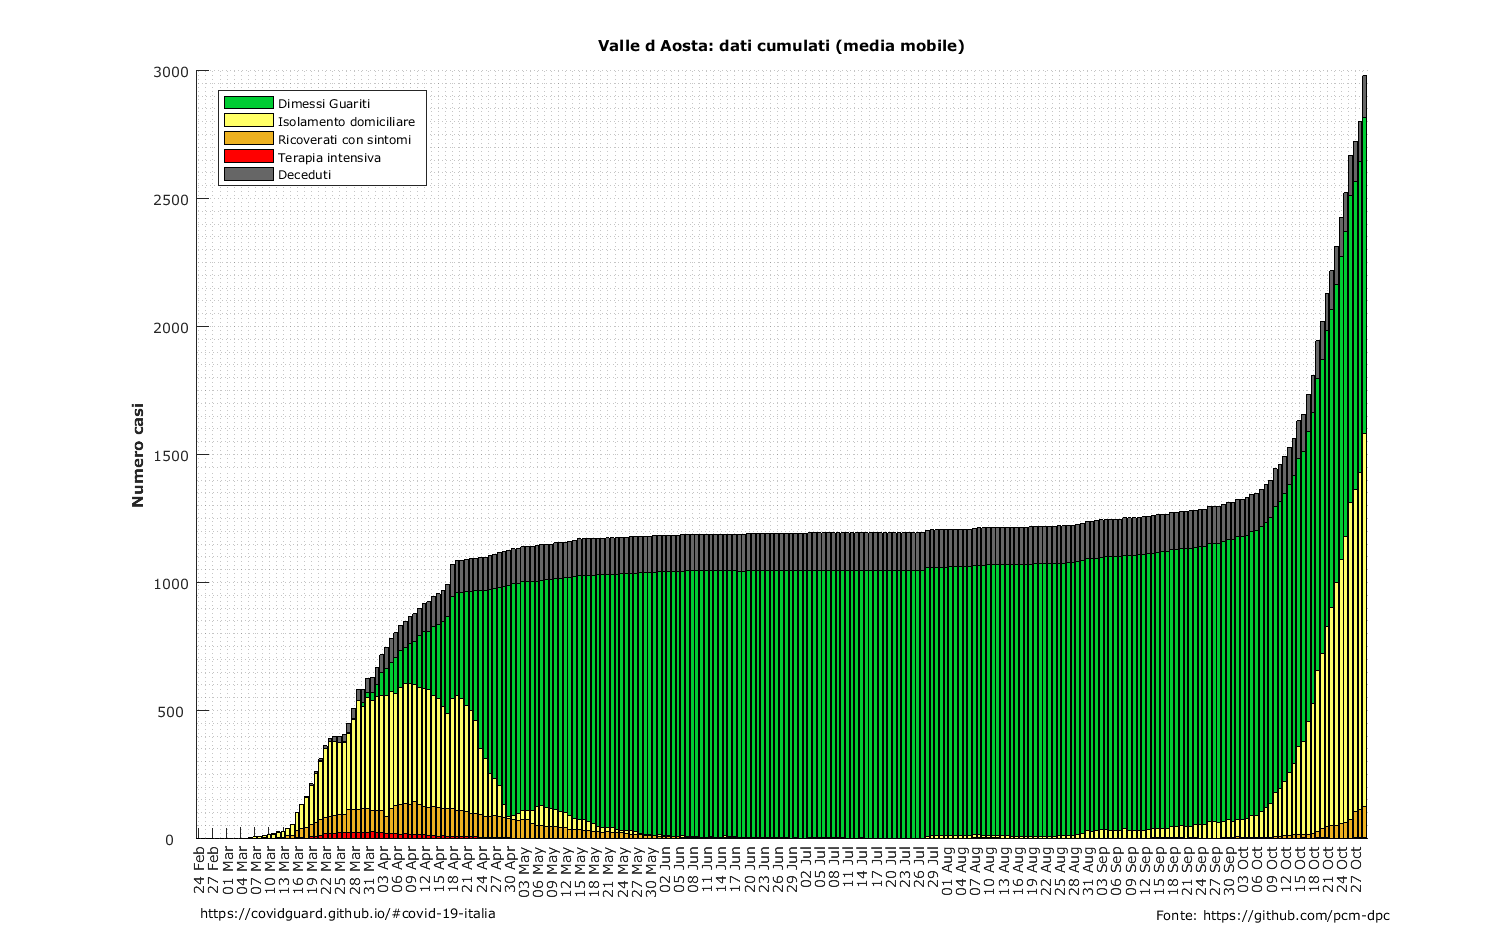 Valle d Aosta: dati cumulati (media mobile)
3000
2500
2000
1500
1000
500
0
Numero casi
Dimessi Guariti
Isolamento domiciliare
Ricoverati con sintomi
Terapia intensiva
Deceduti
24 Feb
27 Feb
01 Mar
04 Mar
07 Mar
10 Mar
13 Mar
16 Mar
19 Mar
22 Mar
25 Mar
28 Mar
31 Mar
03 Apr
06 Apr
09 Apr
12 Apr
15 Apr
18 Apr
21 Apr
24 Apr
27 Apr
30 Apr
03 May
06 May
09 May
12 May
15 May
18 May
21 May
24 May
27 May
30 May
02 Jun
05 Jun
08 Jun
11 Jun
14 Jun
17 Jun
20 Jun
23 Jun
26 Jun
29 Jun
02 Jul
05 Jul
08 Jul
11 Jul
14 Jul
17 Jul
20 Jul
23 Jul
26 Jul
29 Jul
01 Aug
04 Aug
07 Aug
10 Aug
13 Aug
16 Aug
19 Aug
22 Aug
25 Aug
28 Aug
31 Aug
03 Sep
06 Sep
09 Sep
12 Sep
15 Sep
18 Sep
21 Sep
24 Sep
27 Sep
30 Sep
03 Oct
06 Oct
09 Oct
12 Oct
15 Oct
18 Oct
21 Oct
24 Oct
27 Oct
https://covidguard.github.io/#covid-19-italia
Fonte: https://github.com/pcm-dpc